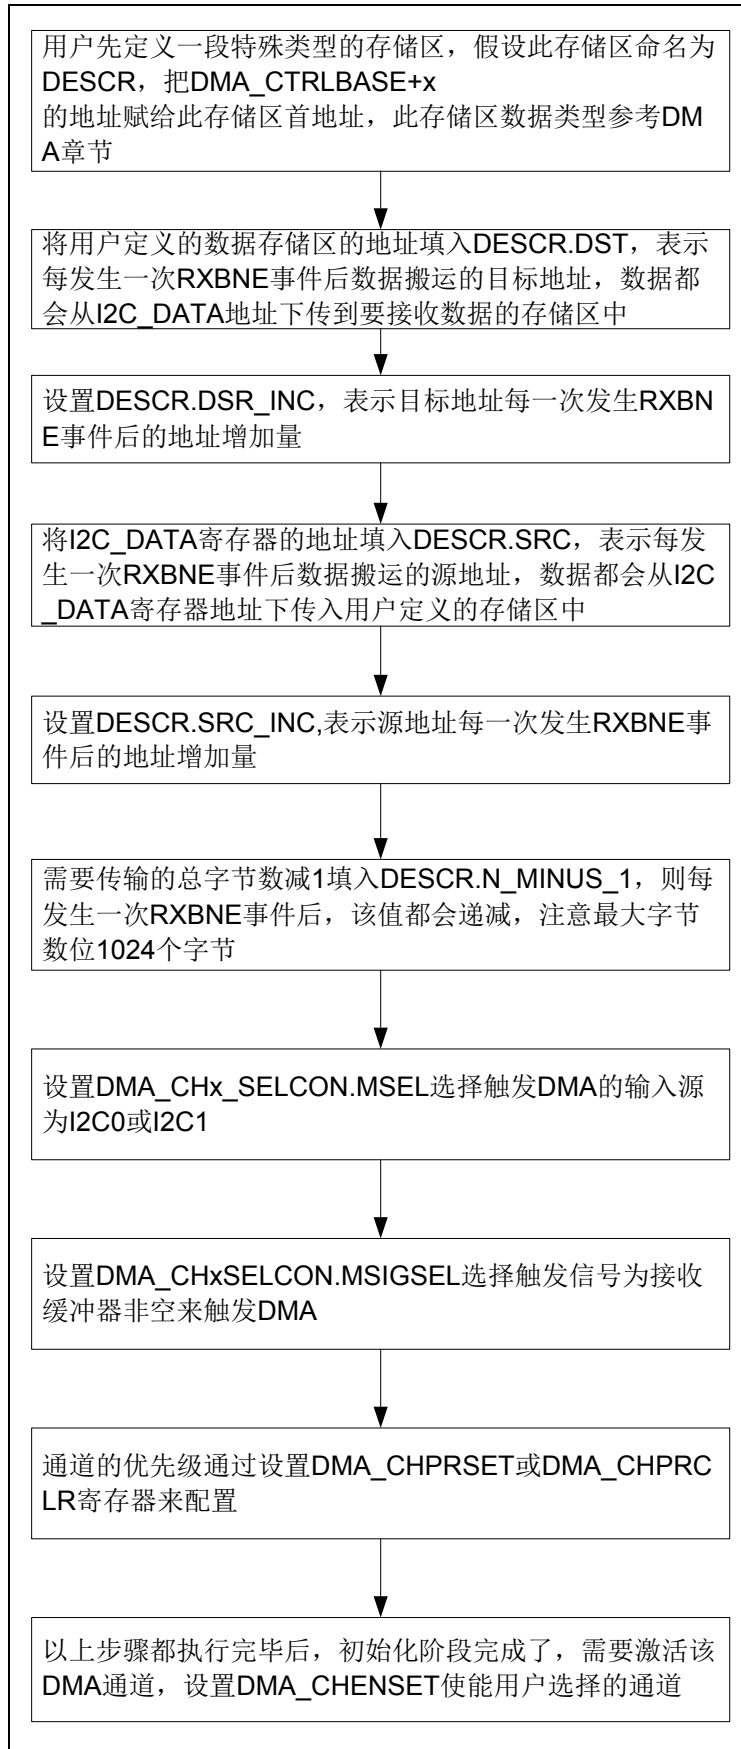 用户先定义一段特殊类型的存储区，假设此存储区命名为
DESCR，把DMA_CTRLBASE+x
的地址赋给此存储区首地址，此存储区数据类型参考DM
A章节
将用户定义的数据存储区的地址填入DESCR.DST，表示
每发生一次RXBNE事件后数据搬运的目标地址，数据都
会从I2C_DATA地址下传到要接收数据的存储区中
设置DESCR.DSR_INC，表示目标地址每一次发生RXBN
E事件后的地址增加量
将I2C_DATA寄存器的地址填入DESCR.SRC，表示每发
生一次RXBNE事件后数据搬运的源地址，数据都会从I2C
_DATA寄存器地址下传入用户定义的存储区中
设置DESCR.SRC_INC,表示源地址每一次发生RXBNE事
件后的地址增加量
需要传输的总字节数减1填入DESCR.N_MINUS_1，则每
发生一次RXBNE事件后，该值都会递减，注意最大字节
数位1024个字节
设置DMA_CHx_SELCON.MSEL选择触发DMA的输入源
为I2C0或I2C1
设置DMA_CHxSELCON.MSIGSEL选择触发信号为接收
缓冲器非空来触发DMA
通道的优先级通过设置DMA_CHPRSET或DMA_CHPRC
LR寄存器来配置
以上步骤都执行完毕后，初始化阶段完成了，需要激活该
DMA通道，设置DMA_CHENSET使能用户选择的通道